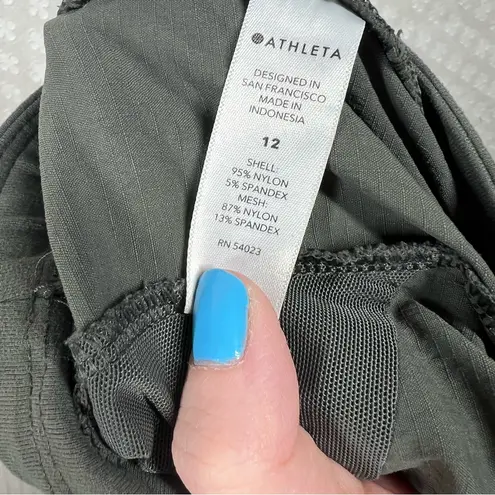 ATHLETA
DESIGNED IN
SAN FRANCISCO
MADE IN
INDONESIA
12
SHELL:
95% NYLON
5% SPANDEX
MESH:
87% NYLON
13% SPANDEX
RN 54023